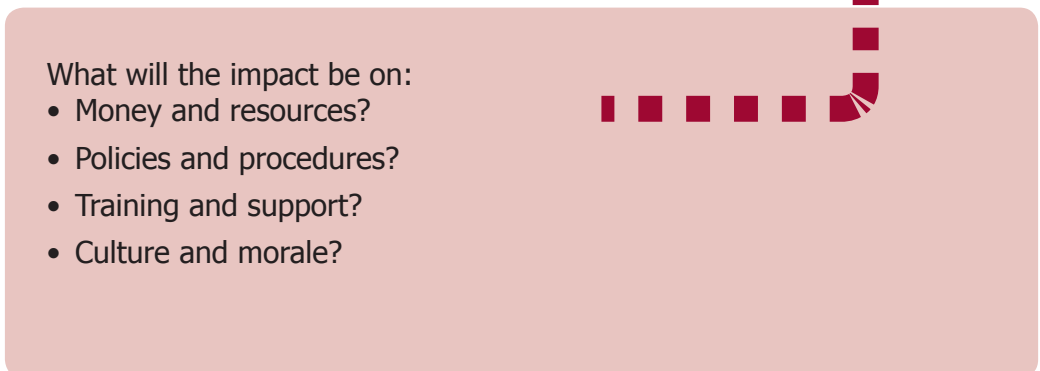 What will the impact be on:
• Money and resources?
• Policies and procedures?
• Training and support?
• Culture and morale?